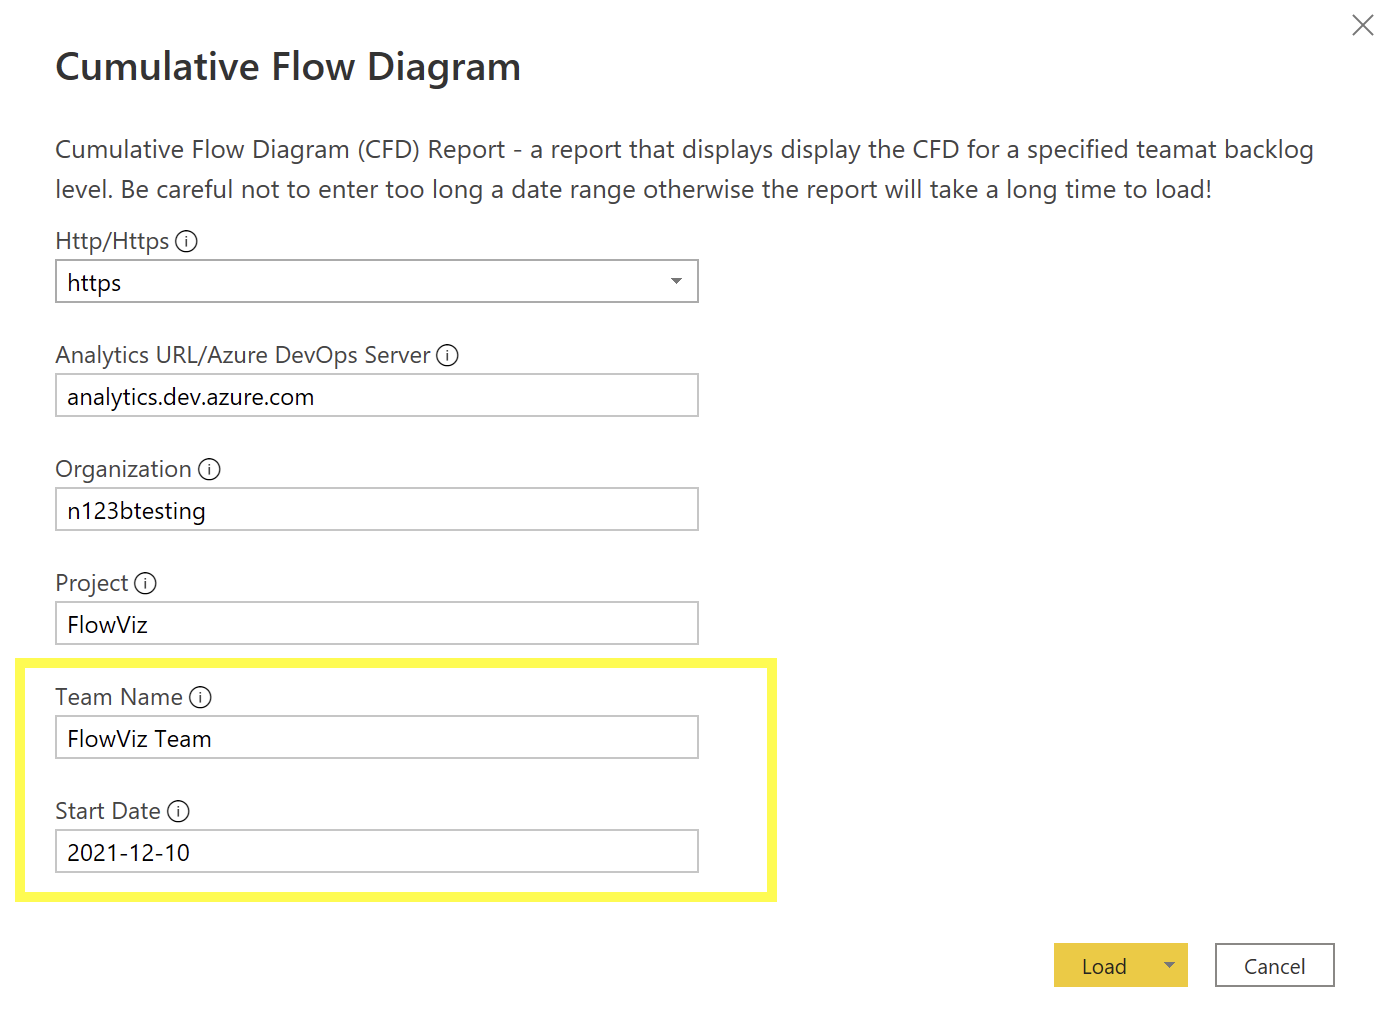 Cumulative Flow Diagram
Cumulative Flow Diagram (CFD) Report - a report that displays display the CFD for a specified teamat backlog
level. Be careful not to enter too long a date range otherwise the report will take a long time to load!
Http/Https
https
Analytics URL/Azure DevOps Server
analytics.dev.azure.com
Organization
n123btesting
Project
FlowViz
Team Name
FlowViz Team
Start Date
2021-12-10
Load
Cancel